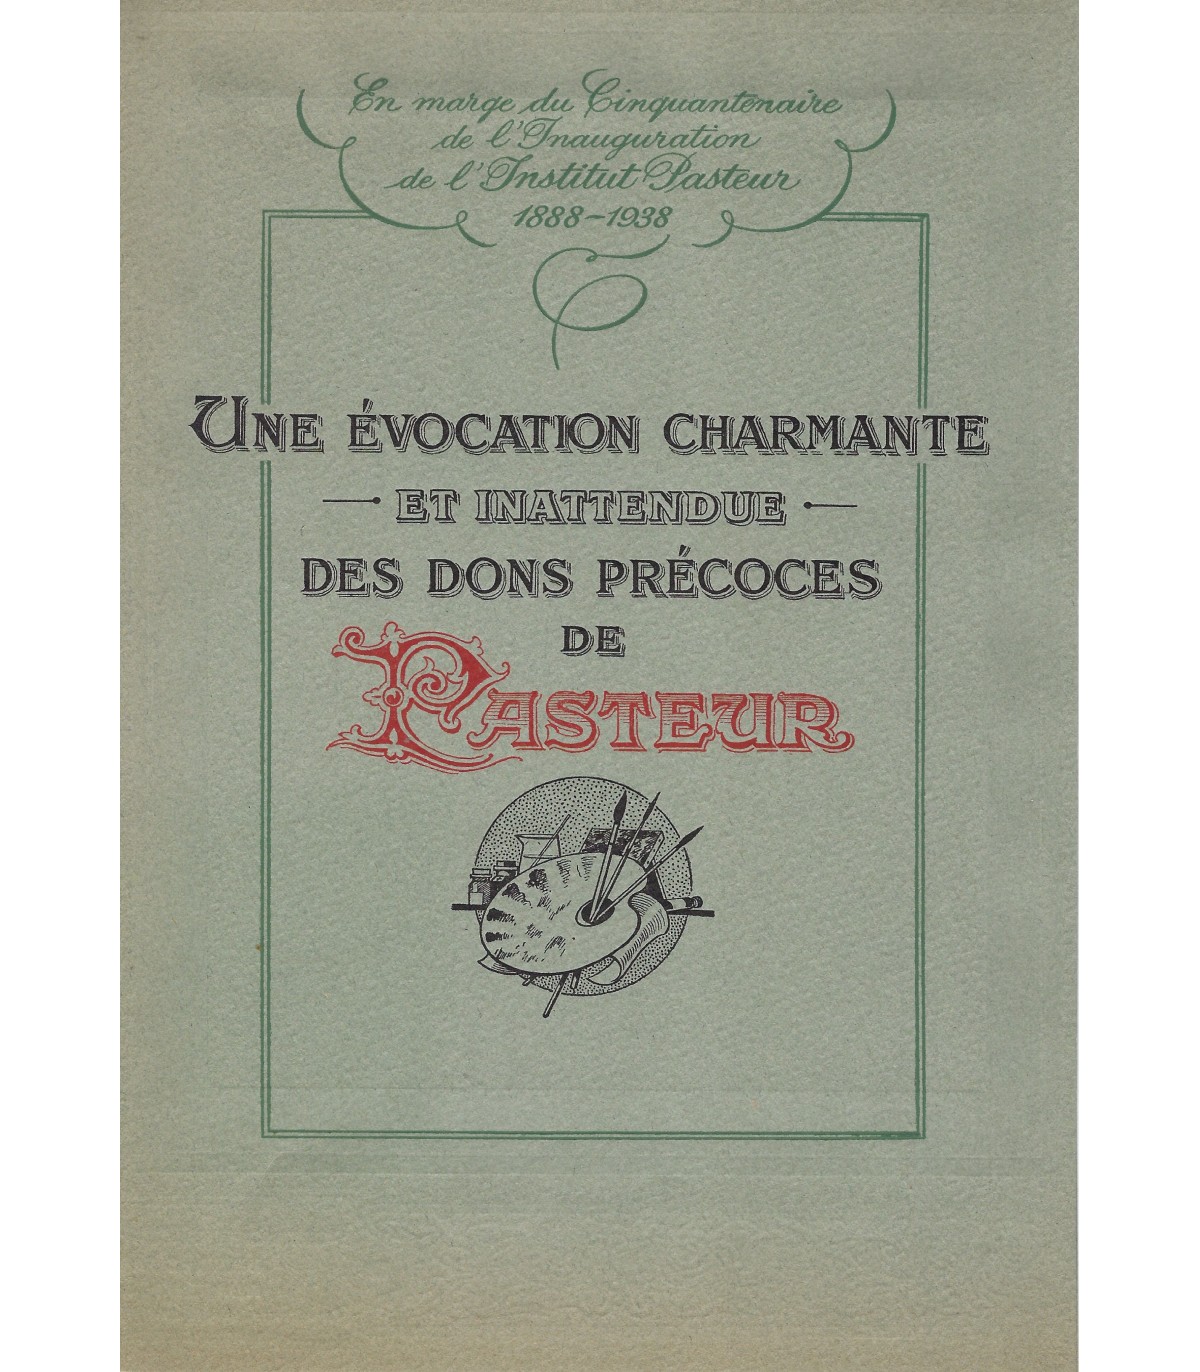 En marge du Cinquantenaire
de l'Inauguration
de l'Institut Pasteur
1888-1938
UNE ÉVOCATION CHARMANTE
ET INATTENDUE
DES DONS PRÉCOCES
DE
PASTEUR